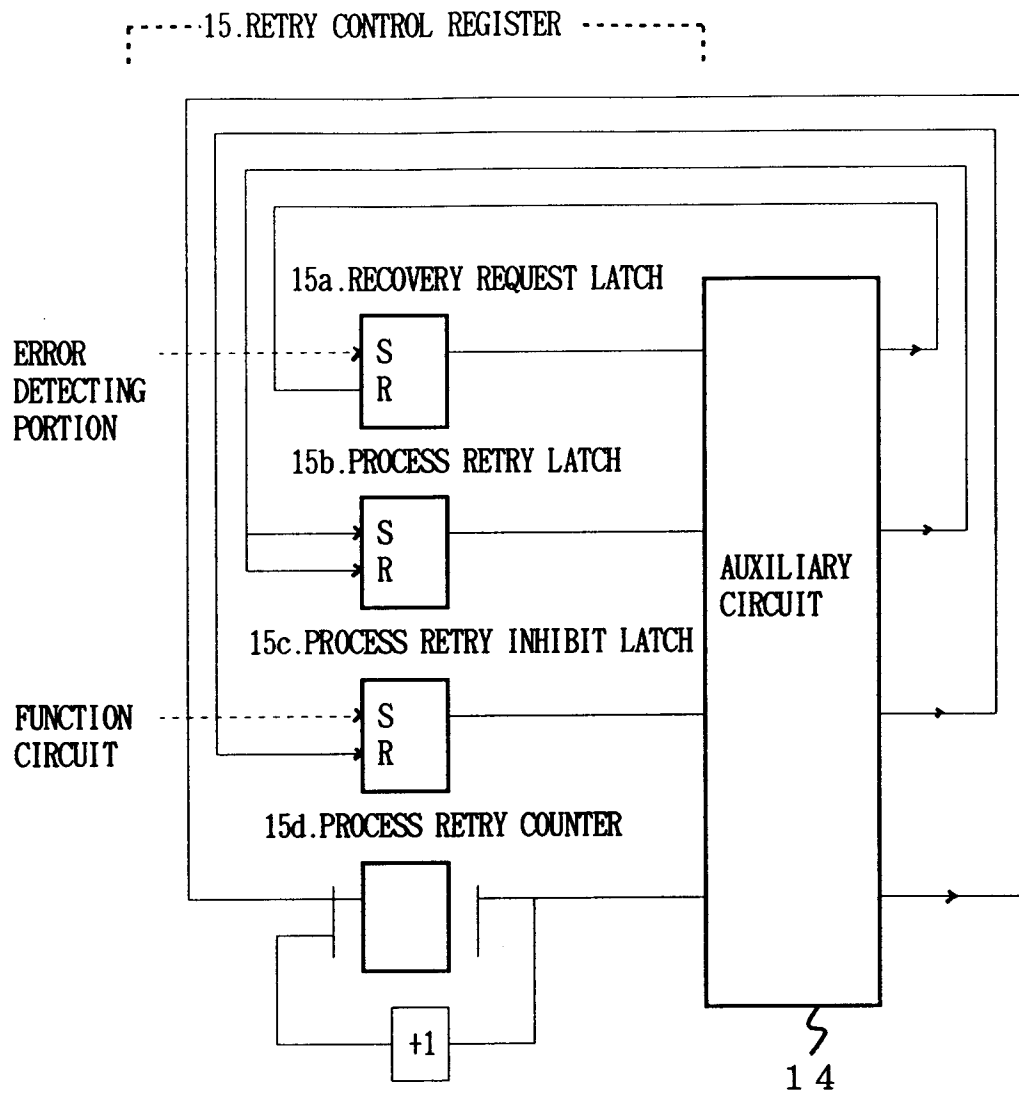 15.RETRY CONTROL REGISTER
15a.RECOVERY REQUEST LATCH
ERROR
DETECTING
PORTION
S
R
15b.PROCESS RETRY LATCH
S
R
AUXILIARY
CIRCUIT
15c.PROCESS RETRY INHIBIT LATCH
FUNCTION
CIRCUIT
S
R
15d.PROCESS RETRY COUNTER
+1
14